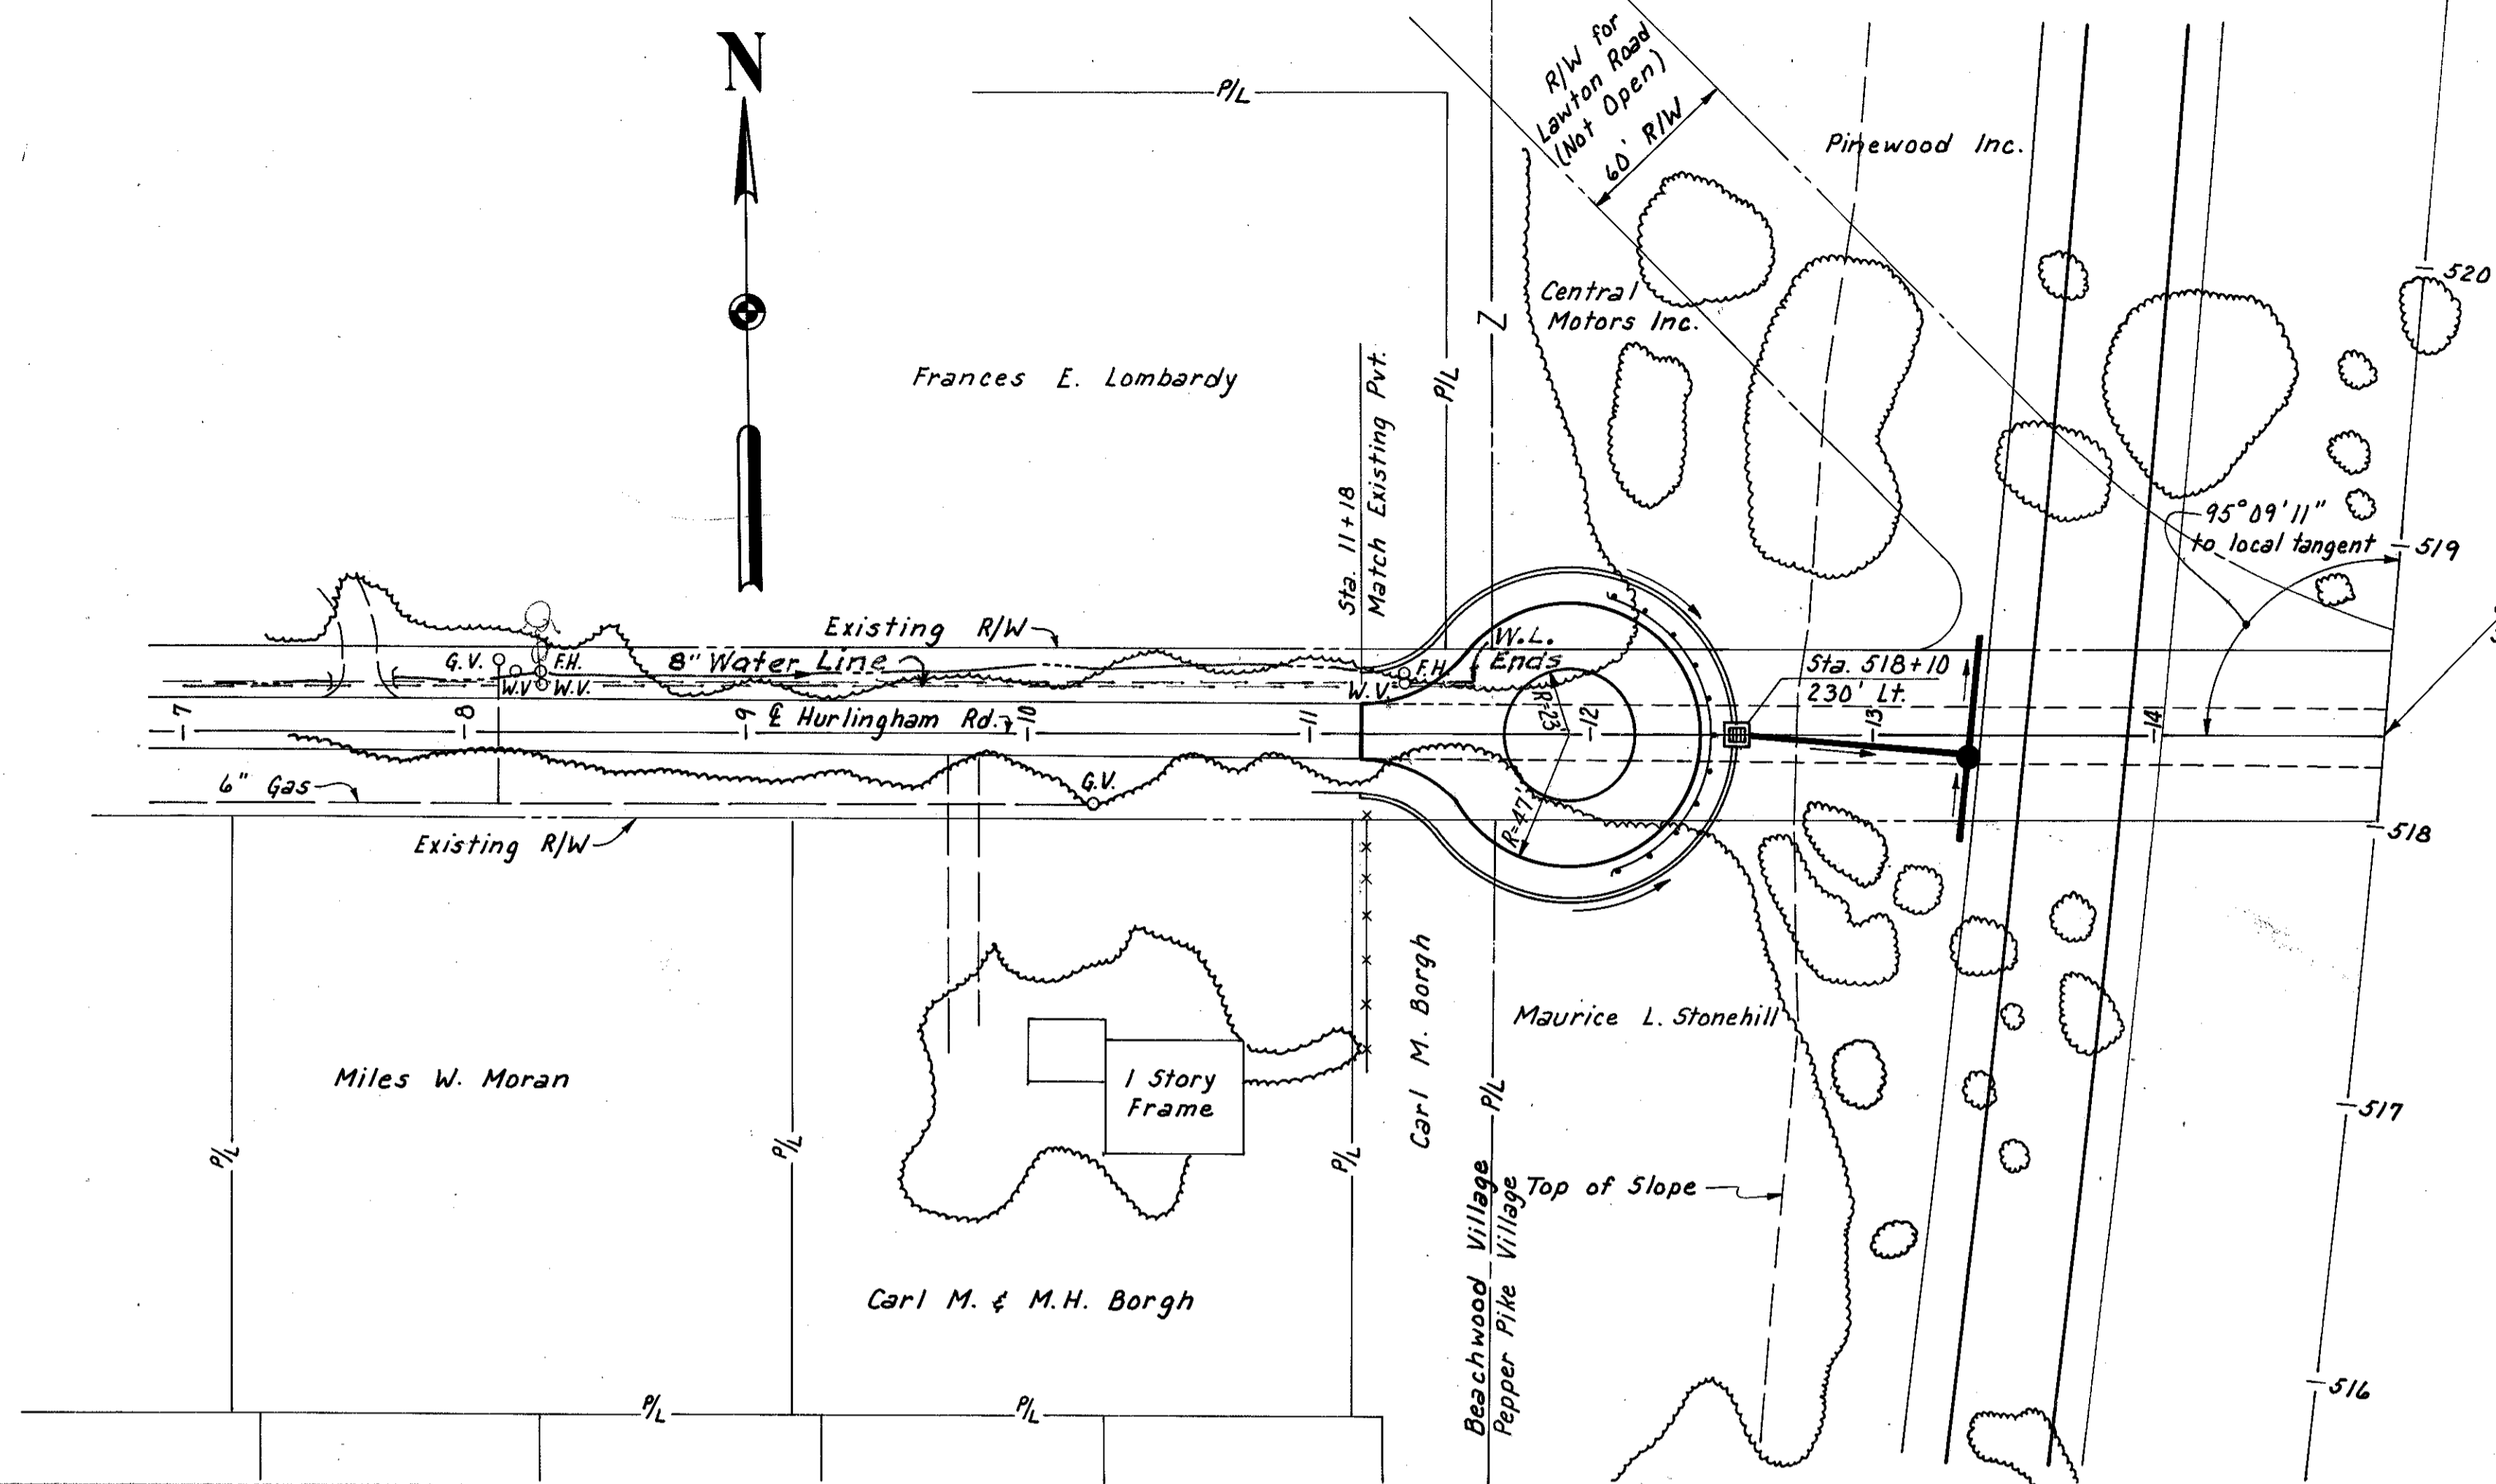 N
P/L
R/W for
Lawton Road
(Not Open)
60' R/W
Pinewood Inc.
Central
Motors Inc.
520
Frances E. Lombardy
P/L
Sta. 11+18
Match Existing Pvt.
95°09'11"
to local tangent
519
Existing R/W
8" Water Line
G.V.
F.H.
W.V.
W.V.
W.L.
Ends
F.H.
W.V.
Sta. 518+10
230' Lt.
7
8
9
℄ Hurlingham Rd.
10
11
R=23'
12
13
14
6" Gas
G.V.
R=47'
Existing R/W
518
Carl M. Borgh
Maurice L. Stonehill
Miles W. Moran
1 Story
Frame
P/L
P/L
P/L
P/L
517
Top of Slope
Beachwood Village
Pepper Pike Village
Carl M. & M.H. Borgh
516
P/L
P/L